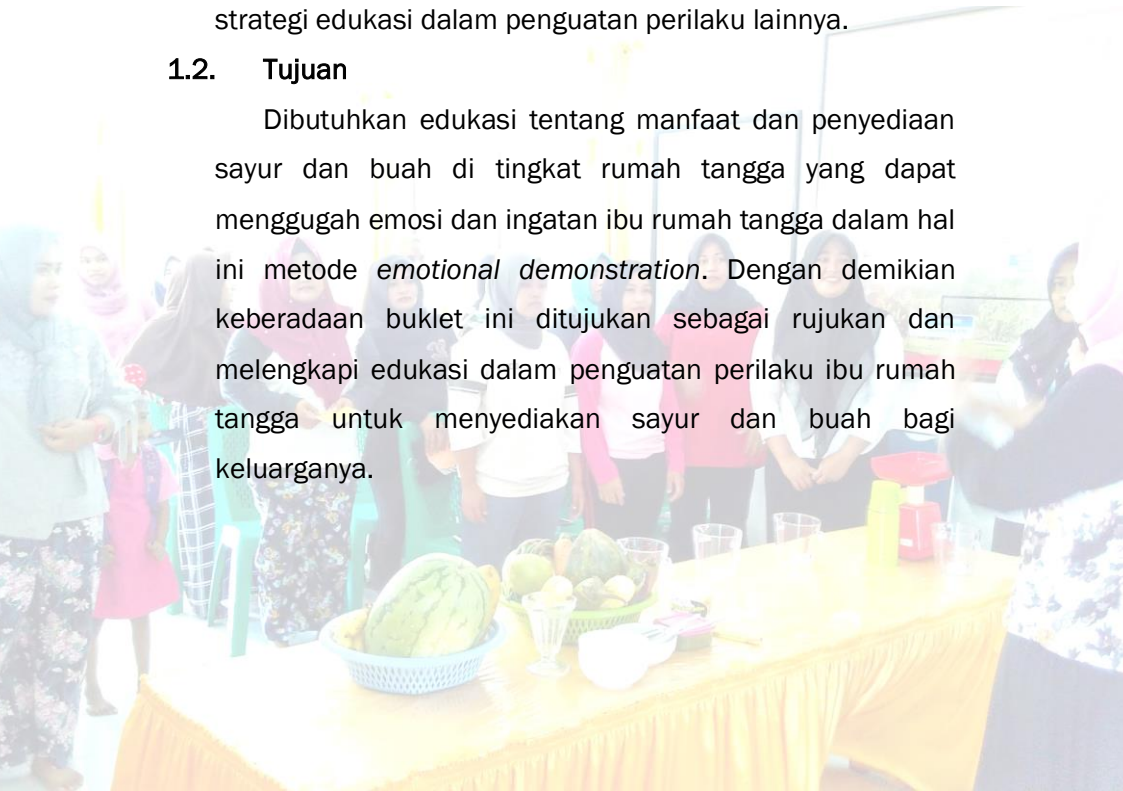 strategi edukasi dalam penguatan perilaku lainnya.
1.2. Tujuan
Dibutuhkan edukasi tentang manfaat dan penyediaan
sayur dan buah di tingkat rumah tangga yang dapat
menggugah emosi dan ingatan ibu rumah tangga dalam hal
ini metode emotional demonstration. Dengan demikian
keberadaan buklet ini ditujukan sebagai rujukan dan
melengkapi edukasi dalam penguatan perilaku ibu rumah
tangga untuk menyediakan sayur dan buah bagi
keluarganya.